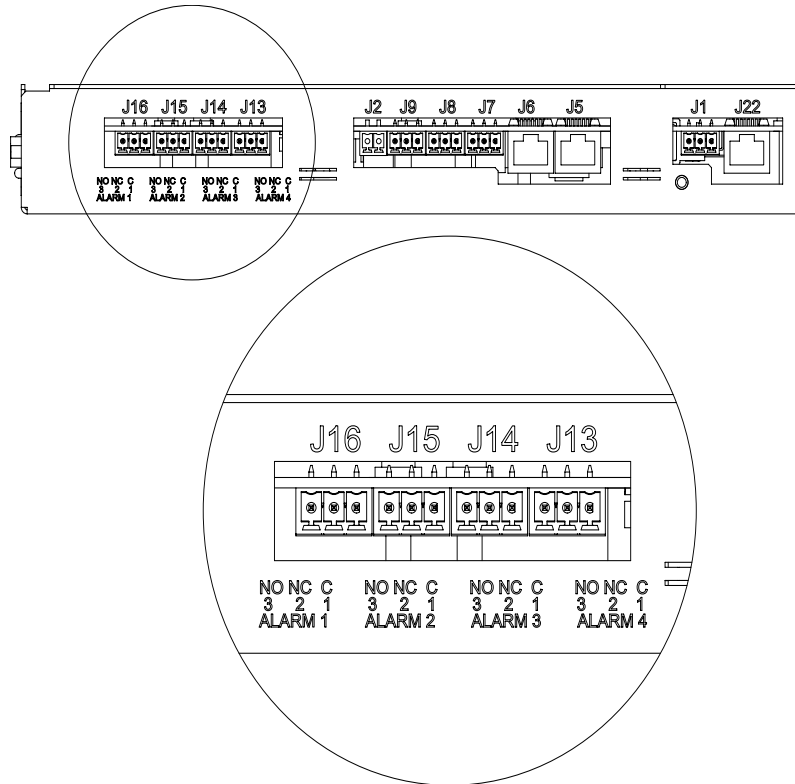 J16 J15 J14 J13 J2 J9 J8 J7 J6 J5 J1 J22
NO NC C NO NC C NO NC C NO NC C
3 2 1 3 2 1 3 2 1 3 2 1
ALARM 1 ALARM 2 ALARM 3 ALARM 4
J16 J15 J14 J13
NO NC C NO NC C NO NC C NO NC C
3 2 1 3 2 1 3 2 1 3 2 1
ALARM 1 ALARM 2 ALARM 3 ALARM 4